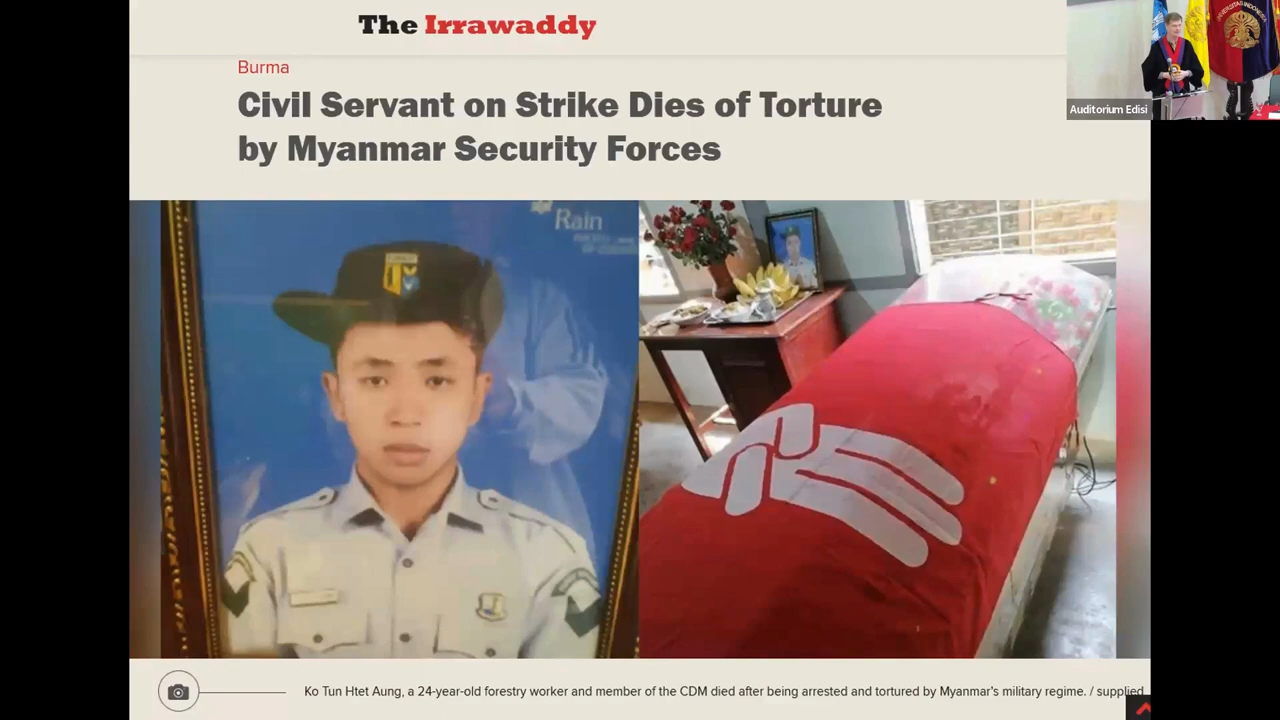 The Irrawaddy
Burma
Civil Servant on Strike Dies of Torture
by Myanmar Security Forces
Rain
Auditorium Edisi
UNIVERSITAS INDONESIA
Ko Tun Htet Aung, a 24-year-old forestry worker and member of the CDM died after being arrested and tortured by Myanmar's military regime. / supplied